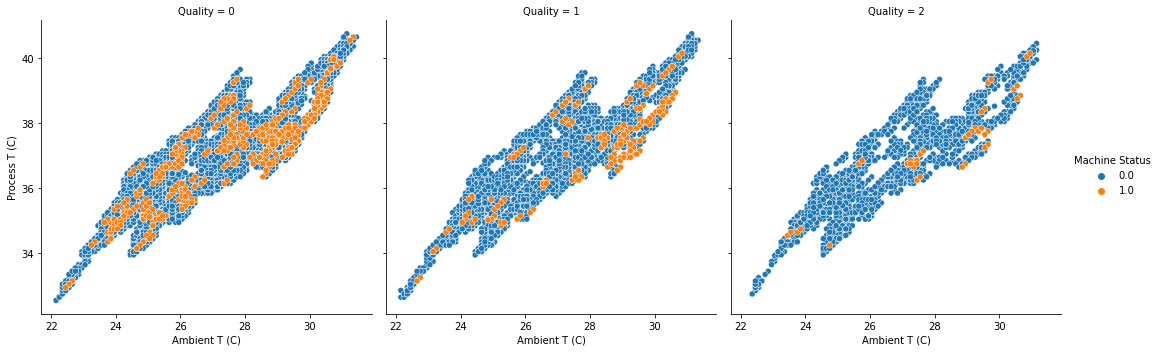 Quality = 0
Quality = 1
Quality = 2
Process T (C)
40
38
36
34
22 24 26 28 30
22 24 26 28 30
22 24 26 28 30
Ambient T (C)
Ambient T (C)
Ambient T (C)
Machine Status
0.0
1.0